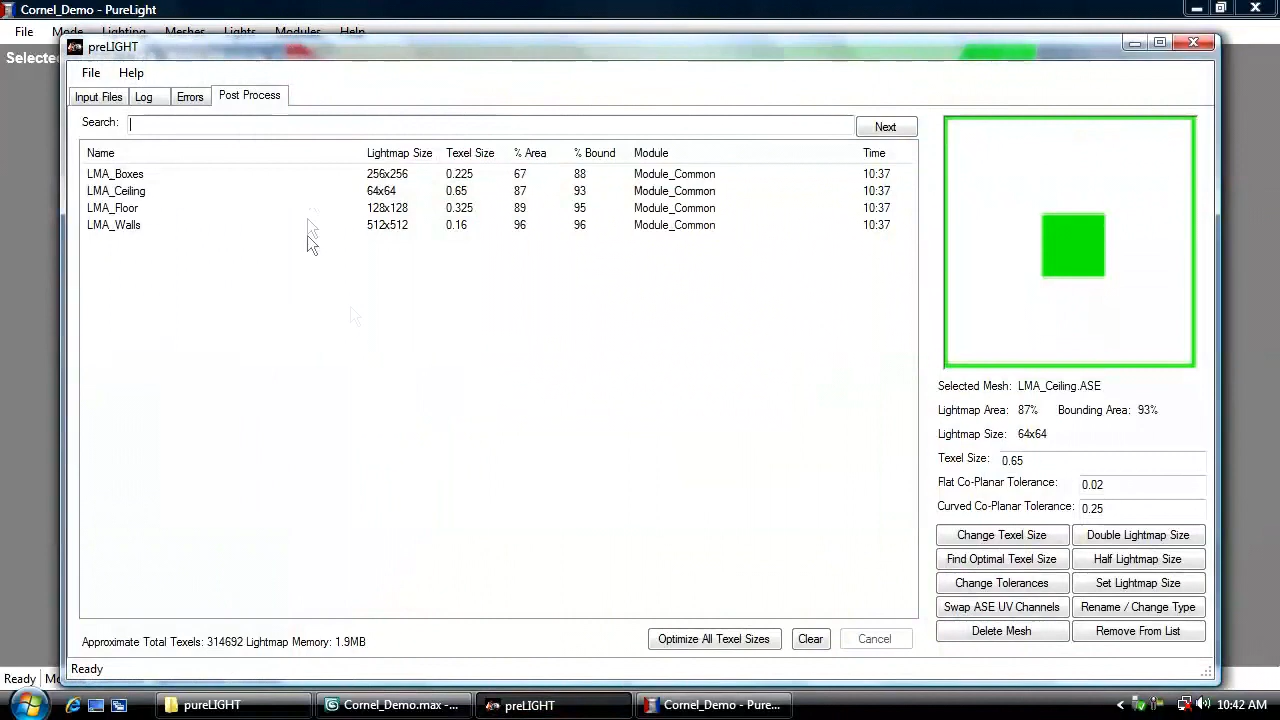 Cornel_Demo - PureLight
File Mode Lighting Meshes Lights Modules Help
Selected
preLIGHT
File Help
Input Files Log Errors Post Process
Search: Next
Name Lightmap Size Texel Size % Area % Bound Module Time
LMA_Boxes 256x256 0.225 67 88 Module_Common 10:37
LMA_Ceiling 64x64 0.65 87 93 Module_Common 10:37
LMA_Floor 128x128 0.325 89 95 Module_Common 10:37
LMA_Walls 512x512 0.16 96 96 Module_Common 10:37
Selected Mesh: LMA_Ceiling.ASE
Lightmap Area: 87% Bounding Area: 93%
Lightmap Size: 64x64
Texel Size: 0.65
Flat Co-Planar Tolerance: 0.02
Curved Co-Planar Tolerance: 0.25
Change Texel Size Double Lightmap Size
Find Optimal Texel Size Half Lightmap Size
Change Tolerances Set Lightmap Size
Swap ASE UV Channels Rename / Change Type
Delete Mesh Remove From List
Approximate Total Texels: 314692 Lightmap Memory: 1.9MB Optimize All Texel Sizes Clear Cancel
Ready
Ready
pureLIGHT Cornel_Demo.max -... preLIGHT Cornel_Demo - Pure... 10:42 AM